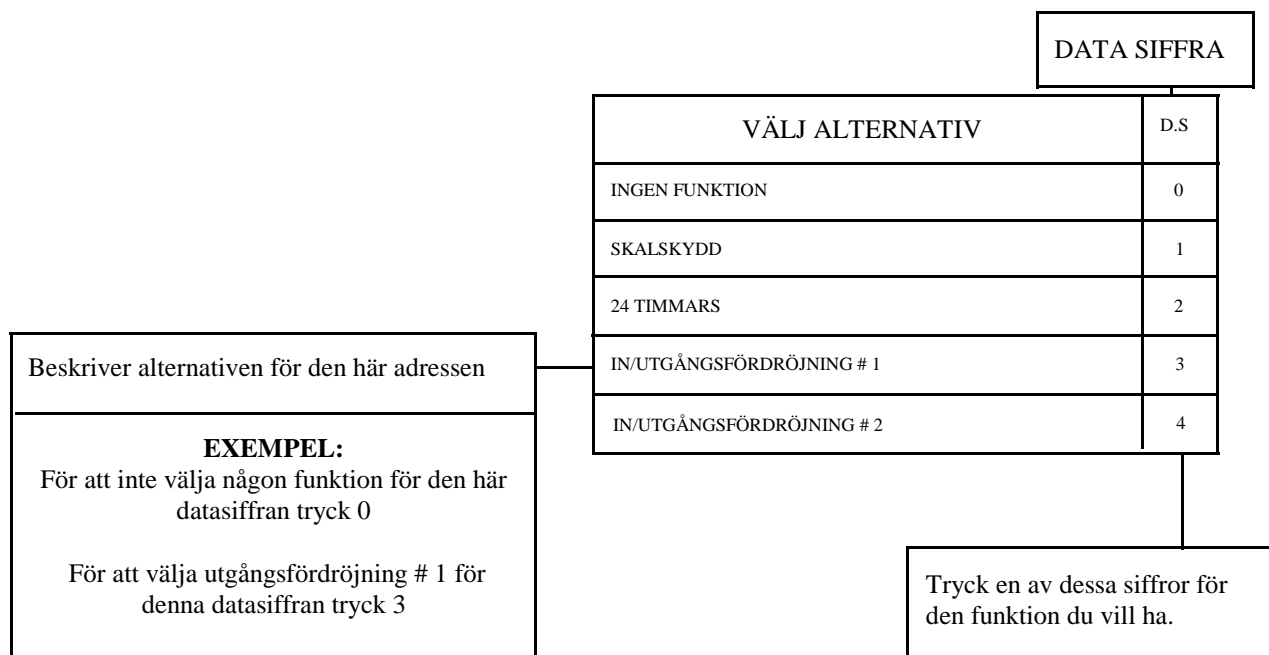 DATA SIFFRA
VÄLJ ALTERNATIV D.S
INGEN FUNKTION 0
SKALSKYDD 1
24 TIMMARS 2
IN/UTGÅNGSFÖRDRÖJNING # 1 3
IN/UTGÅNGSFÖRDRÖJNING # 2 4
Beskriver alternativen för den här adressen
EXEMPEL:
För att inte välja någon funktion för den här
datasiffran tryck 0
För att välja utgångsfördröjning # 1 för
denna datasiffran tryck 3
Tryck en av dessa siffror för
den funktion du vill ha.